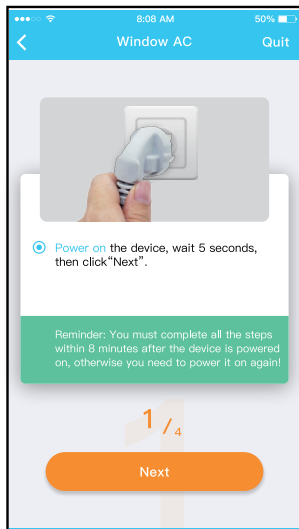 8:08 AM
50%
Window AC
Quit
Power on the device, wait 5 seconds,
then click“Next”.
Reminder: You must complete all the steps
within 8 minutes after the device is powered
on, otherwise you need to power it on again!
1/4
Next